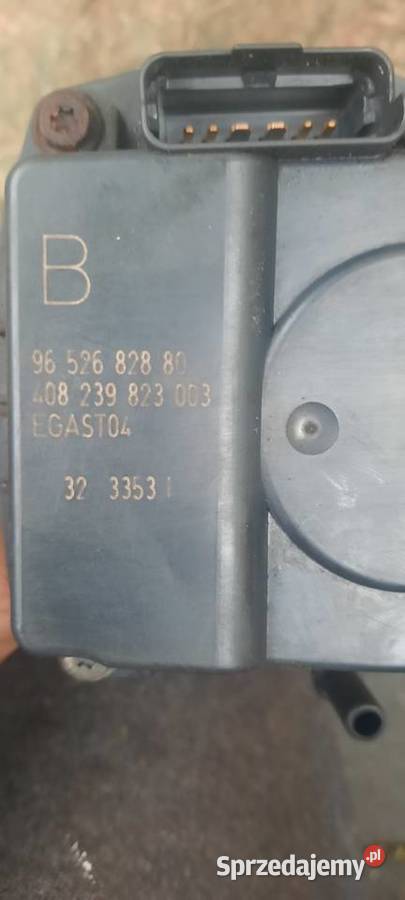 B
96 526 828 80
408 239 823 003
EGAST04
32 3353
Sprzedajemy.pl